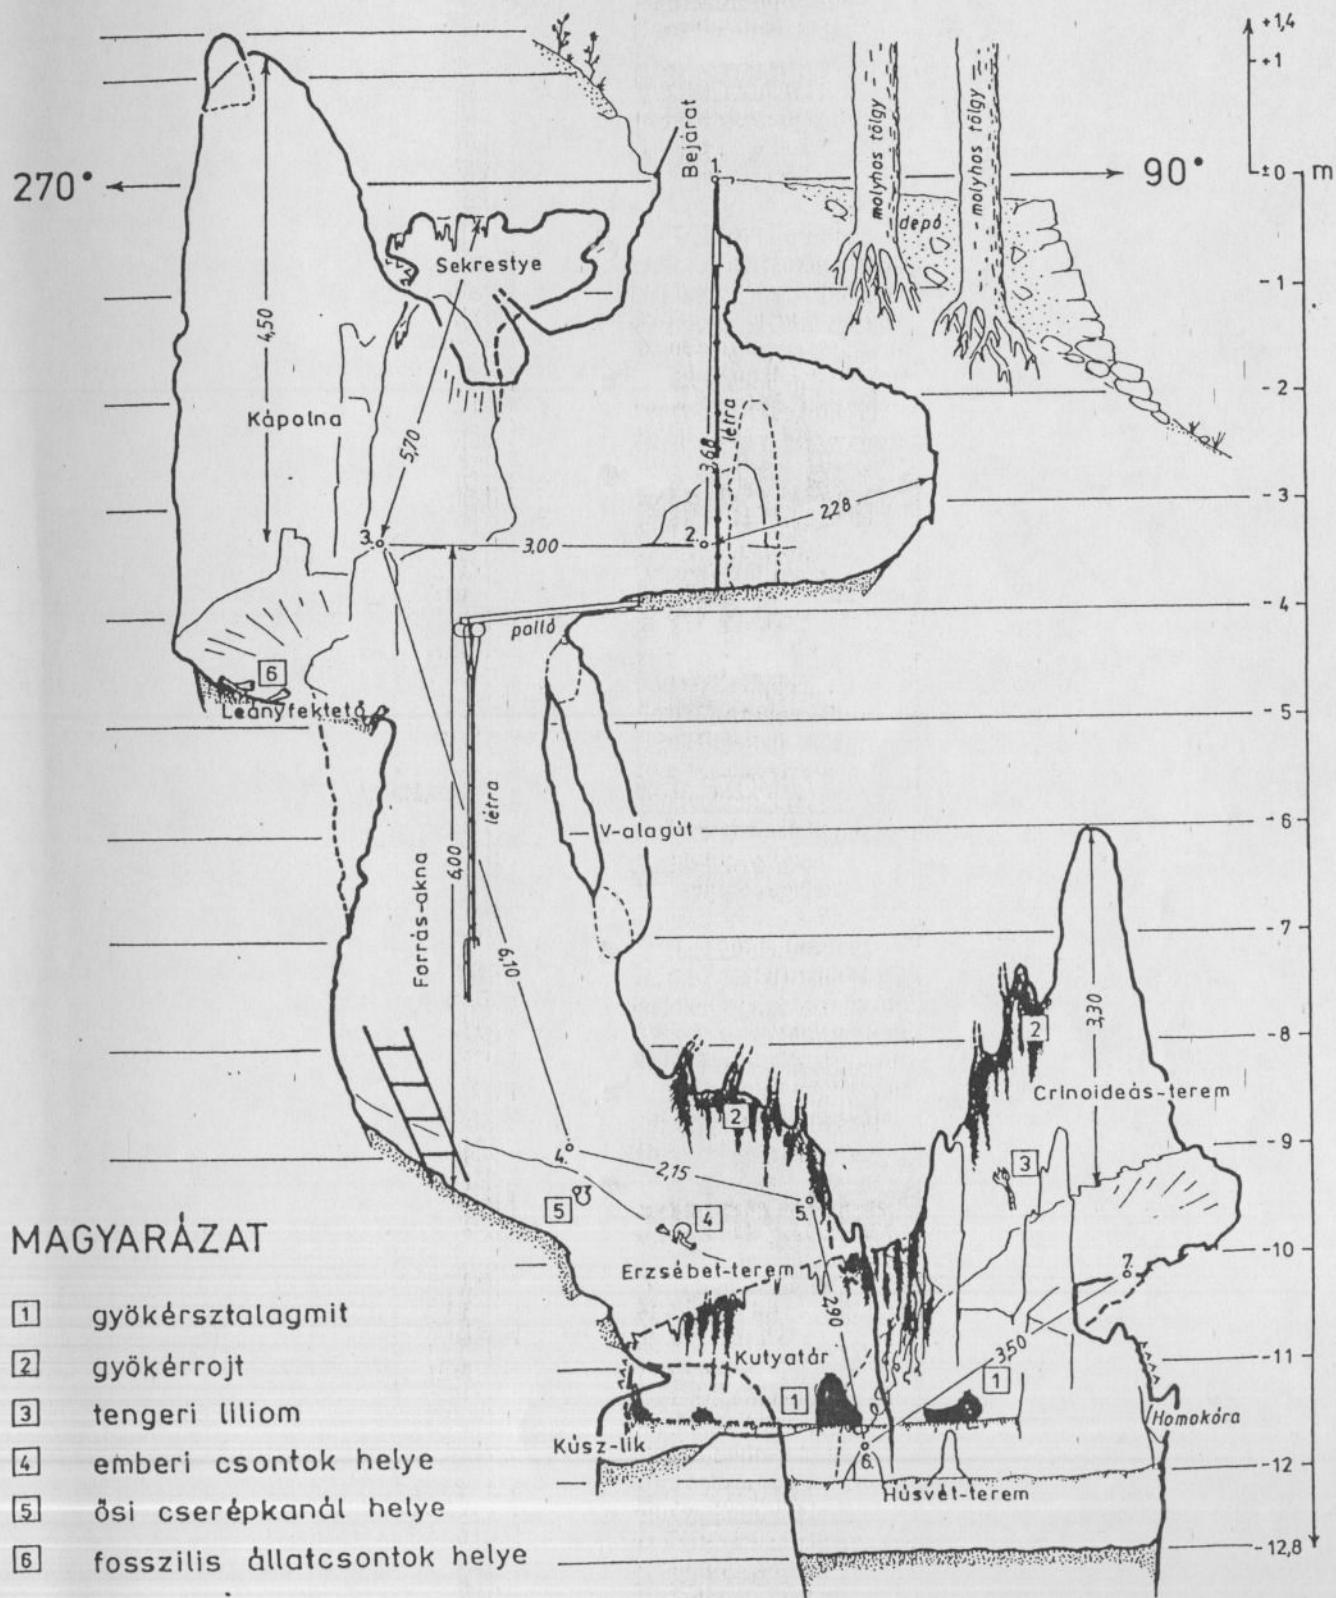 +1,4
+1
Bejárat
molyhos tölgy
molyhos tölgy
1.
270°
90°
±0 m
depó
Sekrestye
-1
4,50
-2
Kápolna
5,70
3,60
létra
-3
2,28
3.
3,00
2.
-4
palló
6
Leányfektető
-5
létra
V-alagút
-6
Forrás-akna
6,00
6,10
-7
3,30
2
-8
Crinoideás-terem
2
-9
4.
2,15
3
5
4
5.
-10
MAGYARÁZAT
Erzsébet-terem
7.
1 gyökérsztalagmit
2,90
Kutyatár
3,50
-11
2 gyökérrojt
1
1
3 tengeri liliom
Homokóra
Kúsz-lik
6.
4 emberi csontok helye
-12
Húsvét-terem
5 ősi cserépkanál helye
6 fosszilis állatcsontok helye
-12,8